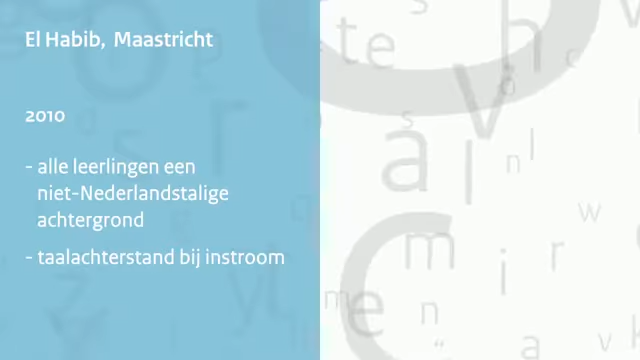 El Habib, Maastricht
2010
- alle leerlingen een
niet-Nederlandstalige
achtergrond
- taalachterstand bij instroom